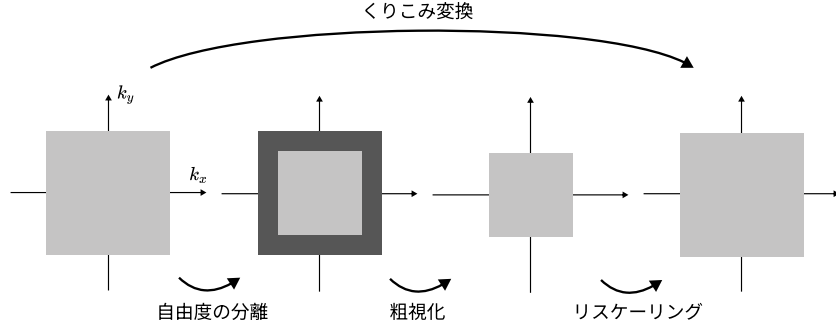 くりこみ変換
k_y
k_x
自由度の分離
粗視化
リスケーリング